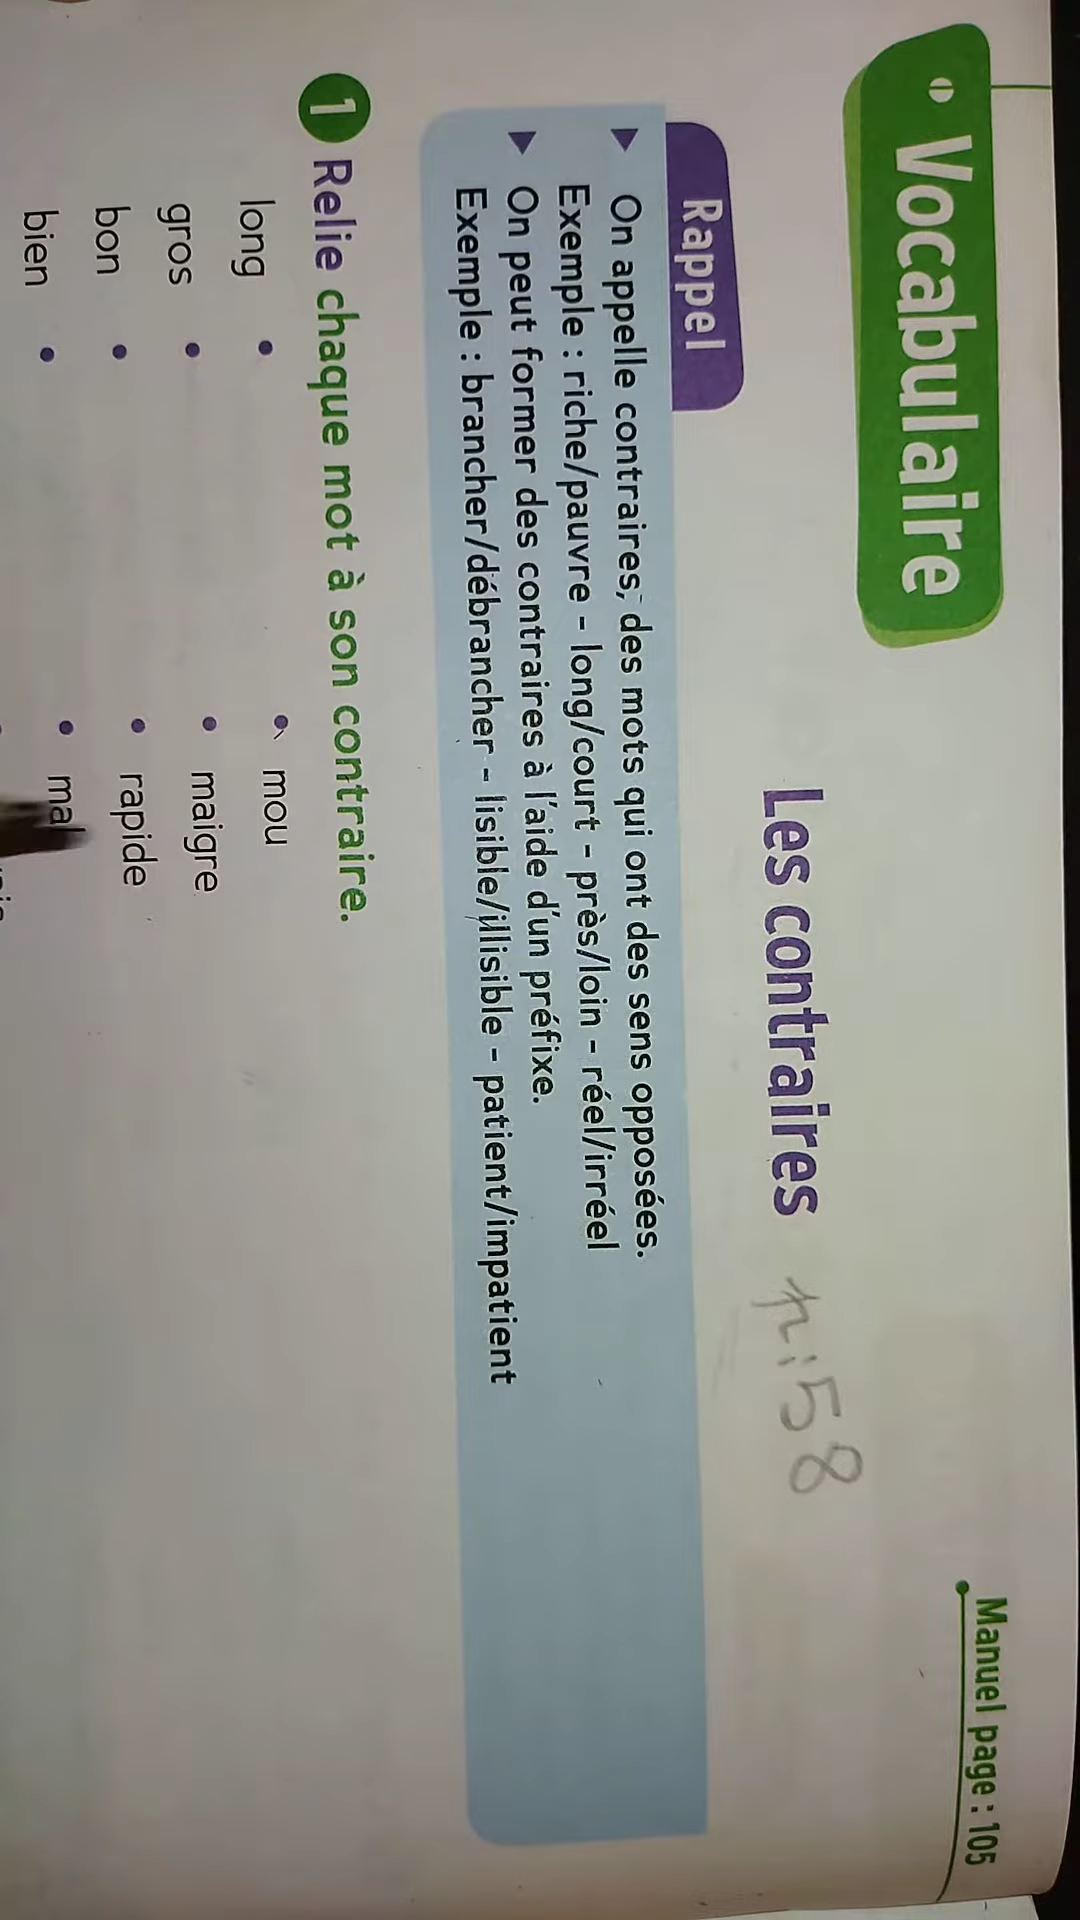 Vocabulaire
Manuel page : 105
Les contraires p:58
Rappel
▶ On appelle contraires, des mots qui ont des sens opposées.
Exemple : riche/pauvre - long/court - près/loin - réel/irréel
▶ On peut former des contraires à l'aide d'un préfixe.
Exemple : brancher/débrancher - lisible/illisible - patient/impatient
1 Relie chaque mot à son contraire.
long • • mou
gros • • maigre
bon • • rapide
bien • • mal